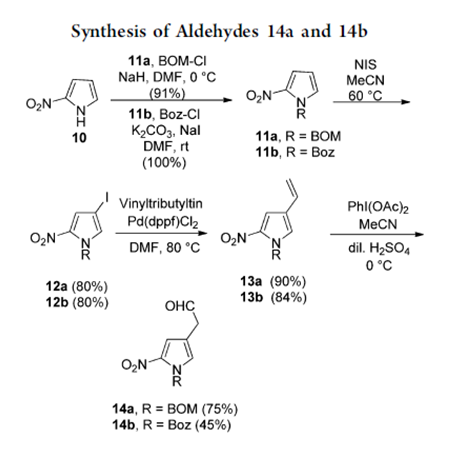 Synthesis of Aldehydes 14a and 14b
11a, BOM-Cl
NaH, DMF, 0 °C
(91%)
11b, Boz-Cl
K2CO3, NaI
DMF, rt
(100%)
O2N
N
H
10
O2N
N
R
11a, R = BOM
11b, R = Boz
NIS
MeCN
60 °C
I
O2N
N
R
12a (80%)
12b (80%)
Vinyltributyltin
Pd(dppf)Cl2
DMF, 80 °C
O2N
N
R
13a (90%)
13b (84%)
PhI(OAc)2
MeCN
dil. H2SO4
0 °C
OHC
O2N
N
R
14a, R = BOM (75%)
14b, R = Boz (45%)